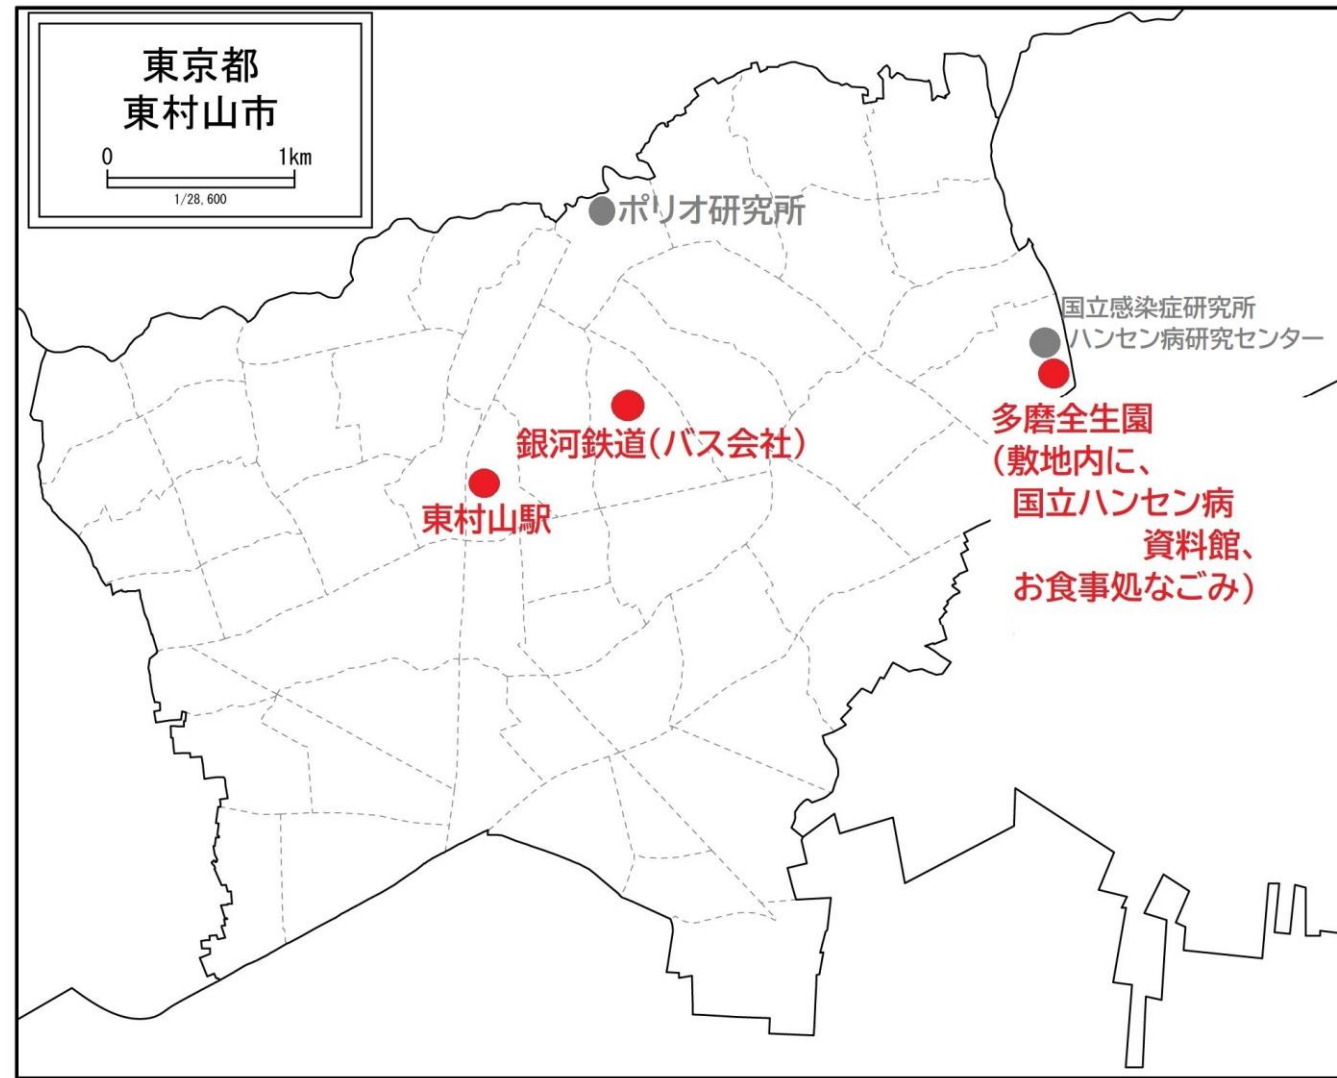 東京都
東村山市
0 1km
1/28,600
ポリオ研究所
国立感染症研究所
ハンセン病研究センター
多磨全生園
(敷地内に、
国立ハンセン病
資料館、
お食事処なごみ)
銀河鉄道(バス会社)
東村山駅